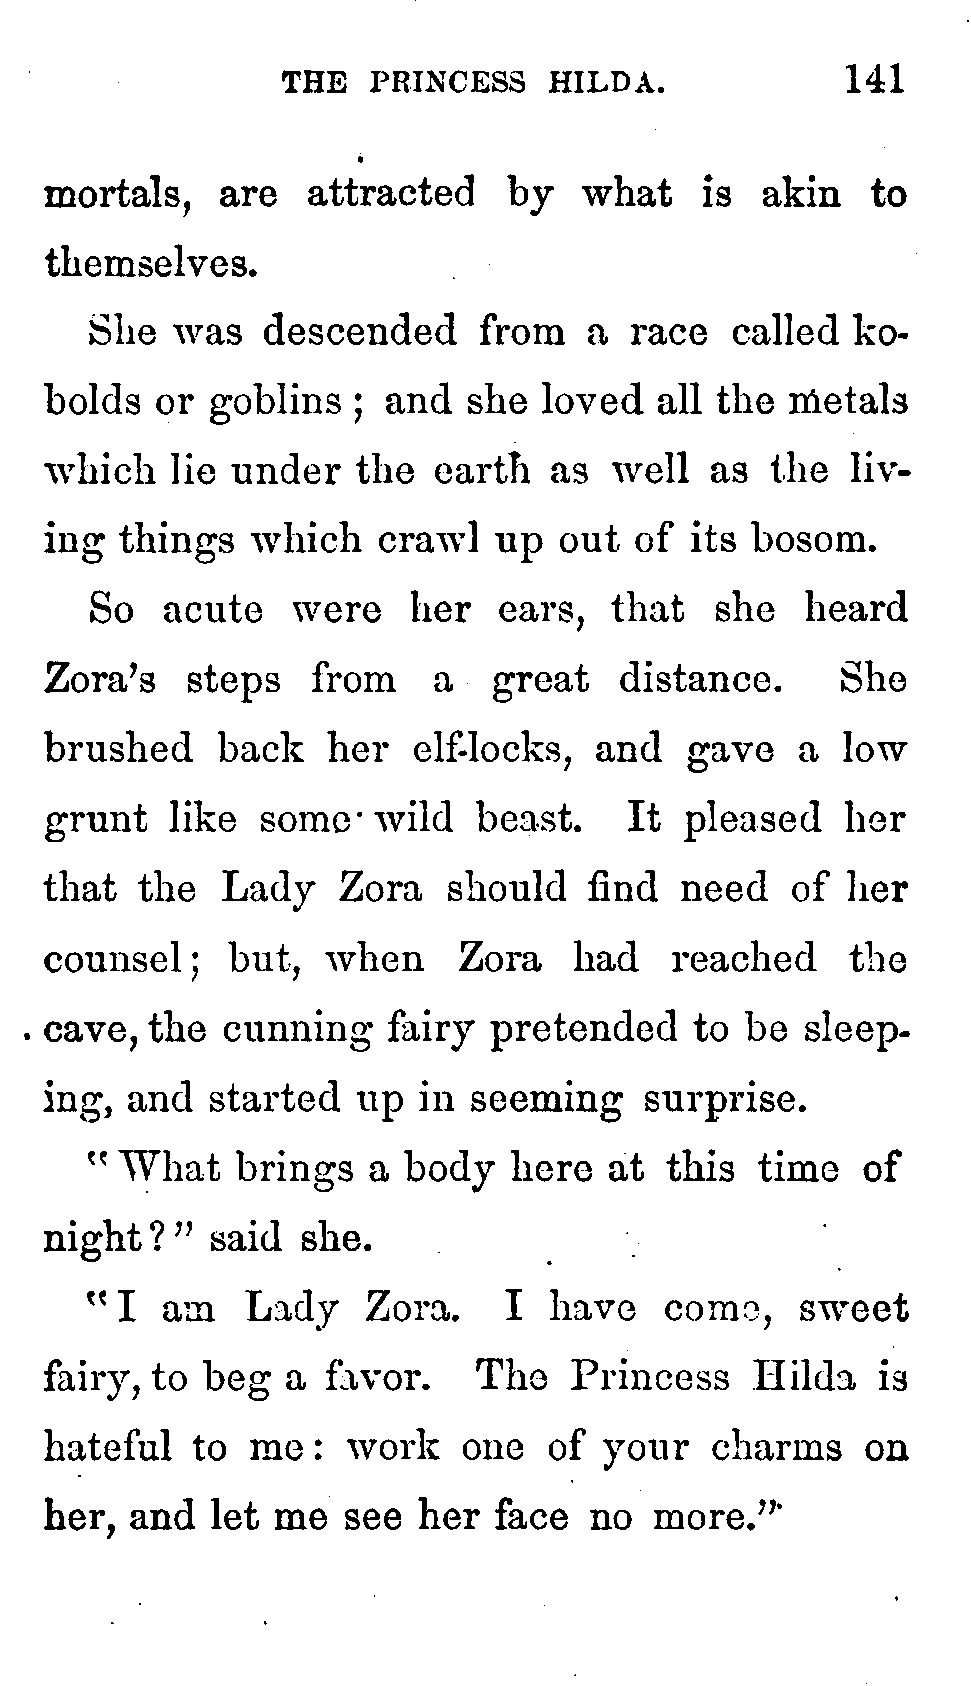 THE PRINCESS HILDA. 141
mortals, are attracted by what is akin to
themselves.
She was descended from a race called ko-
bolds or goblins; and she loved all the metals
which lie under the earth as well as the liv-
ing things which crawl up out of its bosom.
So acute were her ears, that she heard
Zora's steps from a great distance. She
brushed back her elf-locks, and gave a low
grunt like some wild beast. It pleased her
that the Lady Zora should find need of her
counsel; but, when Zora had reached the
cave, the cunning fairy pretended to be sleep-
ing, and started up in seeming surprise.
"What brings a body here at this time of
night?" said she.
"I am Lady Zora. I have come, sweet
fairy, to beg a favor. The Princess Hilda is
hateful to me: work one of your charms on
her, and let me see her face no more."